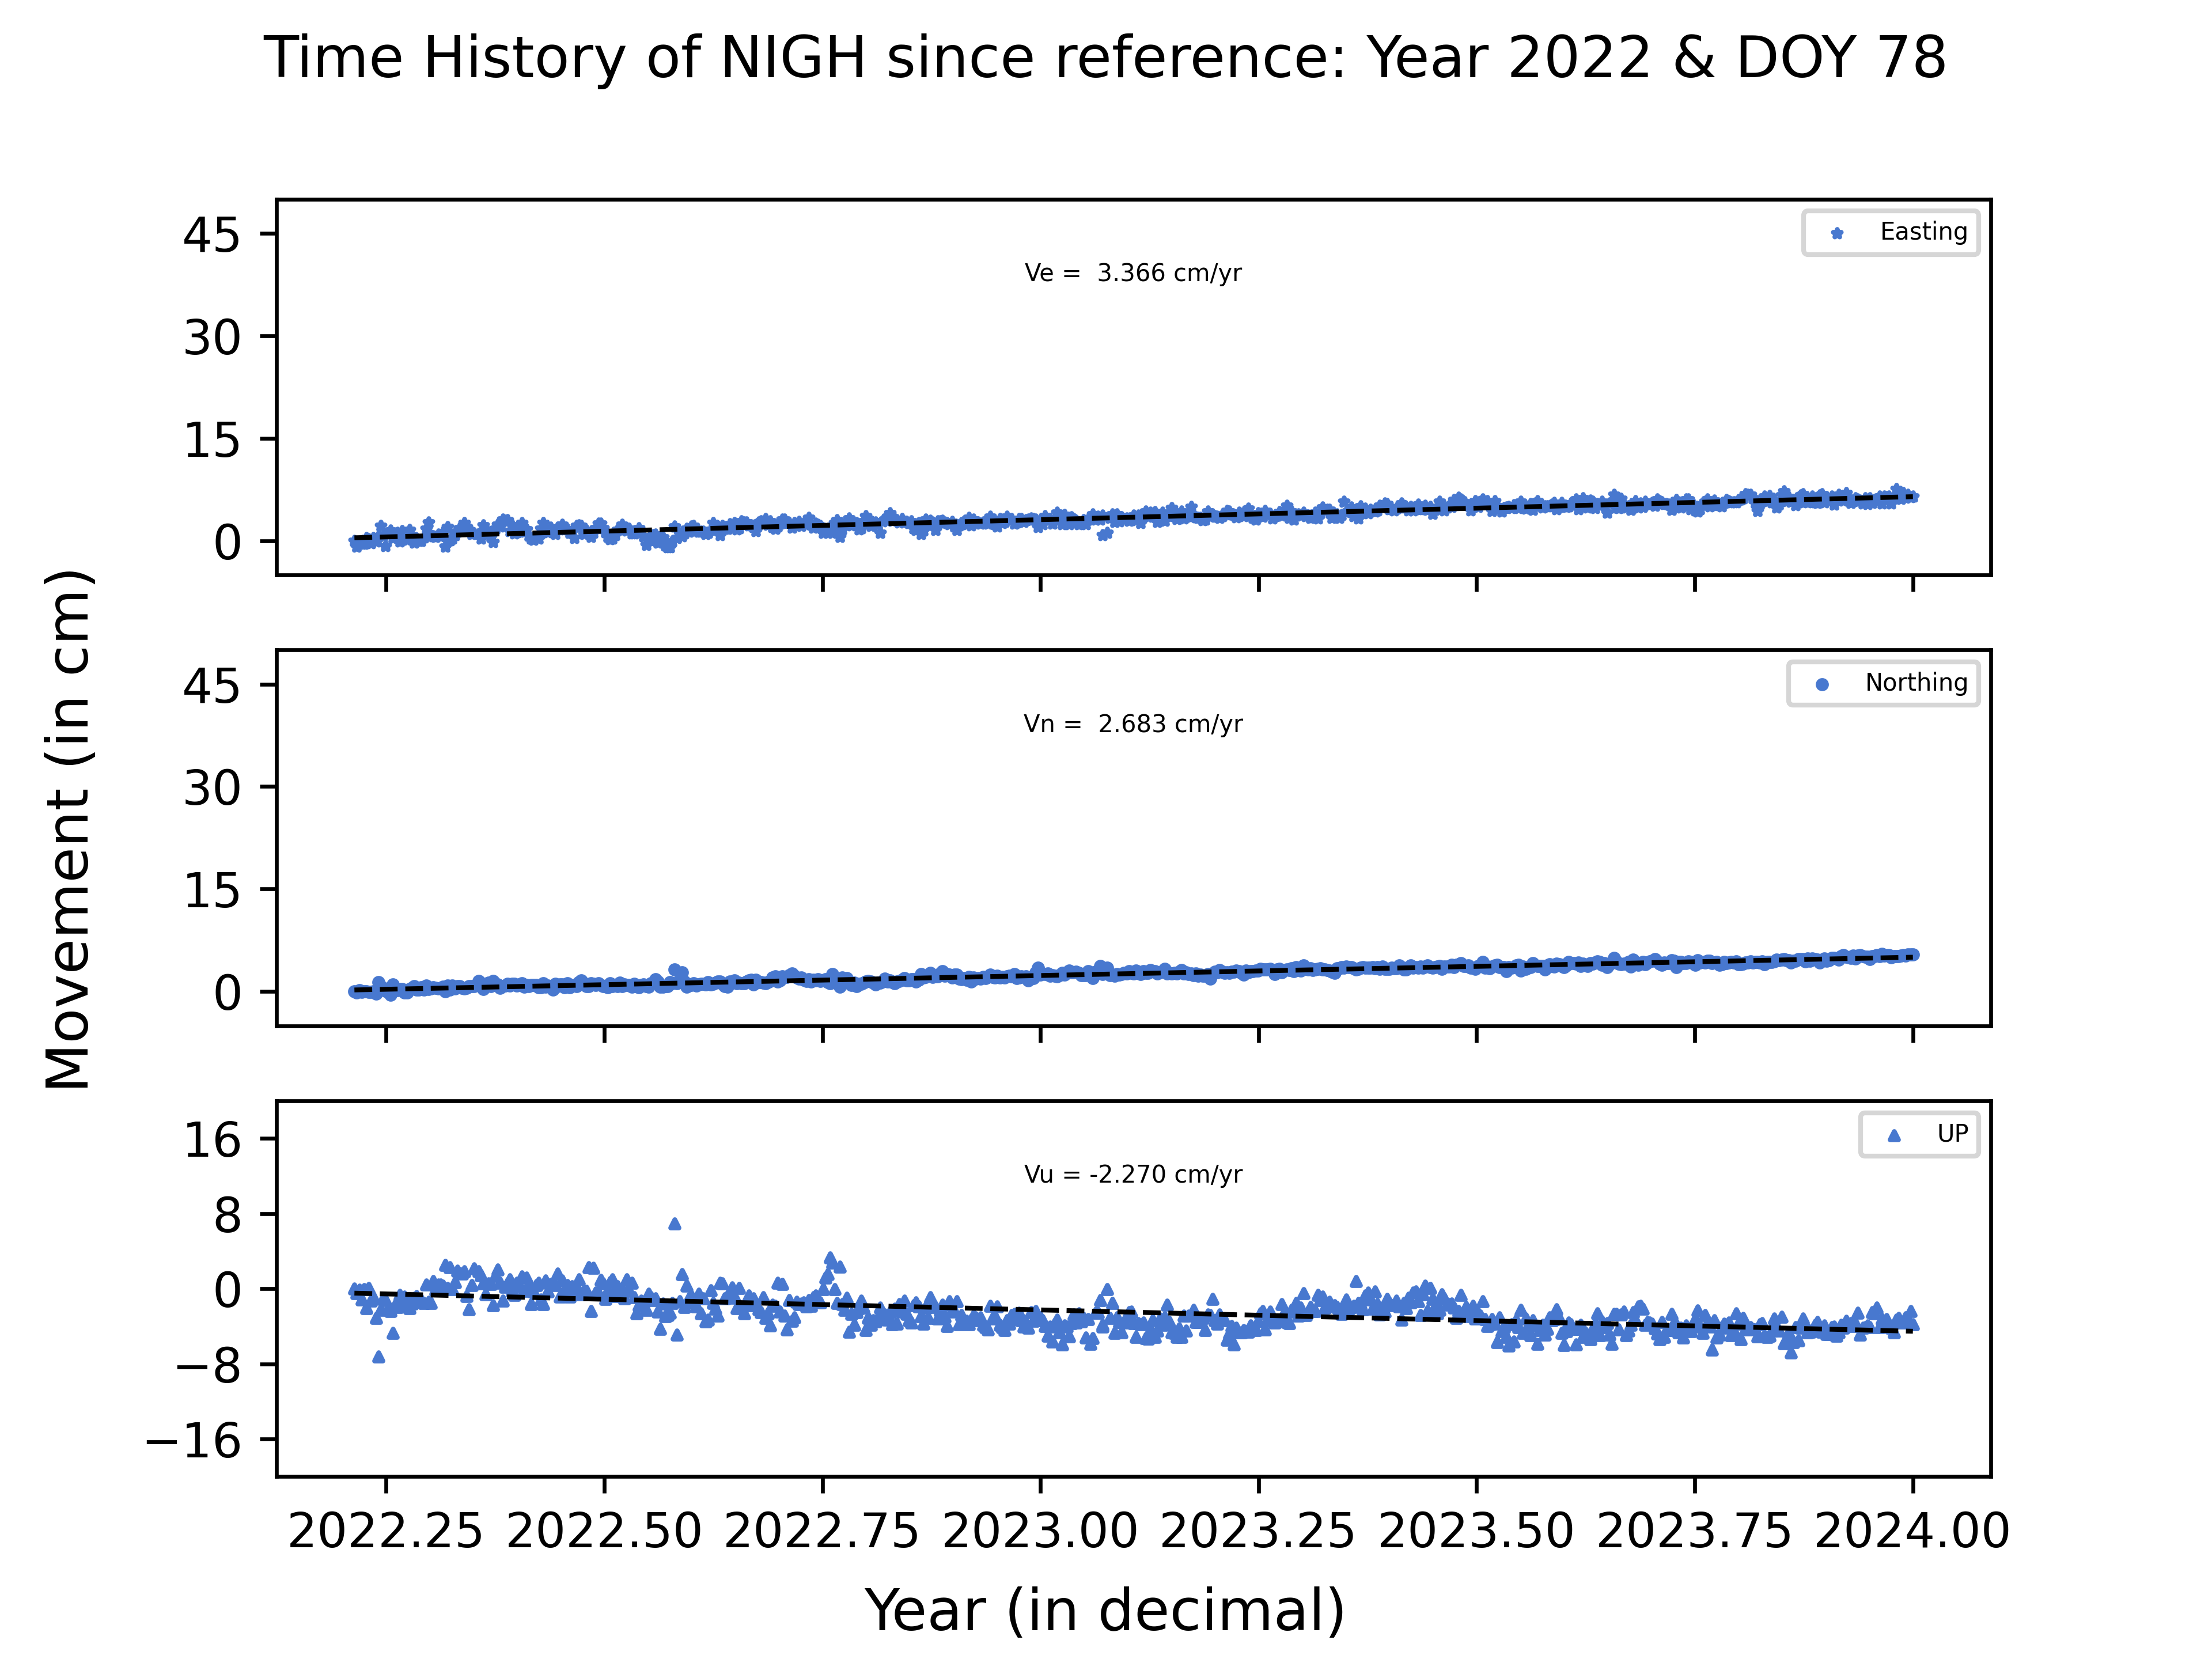 Time History of NIGH since reference: Year 2022 & DOY 78
45
30
15
0
Easting
Ve =  3.366 cm/yr
45
30
15
0
Northing
Vn =  2.683 cm/yr
16
8
0
−8
−16
UP
Vu = -2.270 cm/yr
Movement (in cm)
2022.25 2022.50 2022.75 2023.00 2023.25 2023.50 2023.75 2024.00
Year (in decimal)